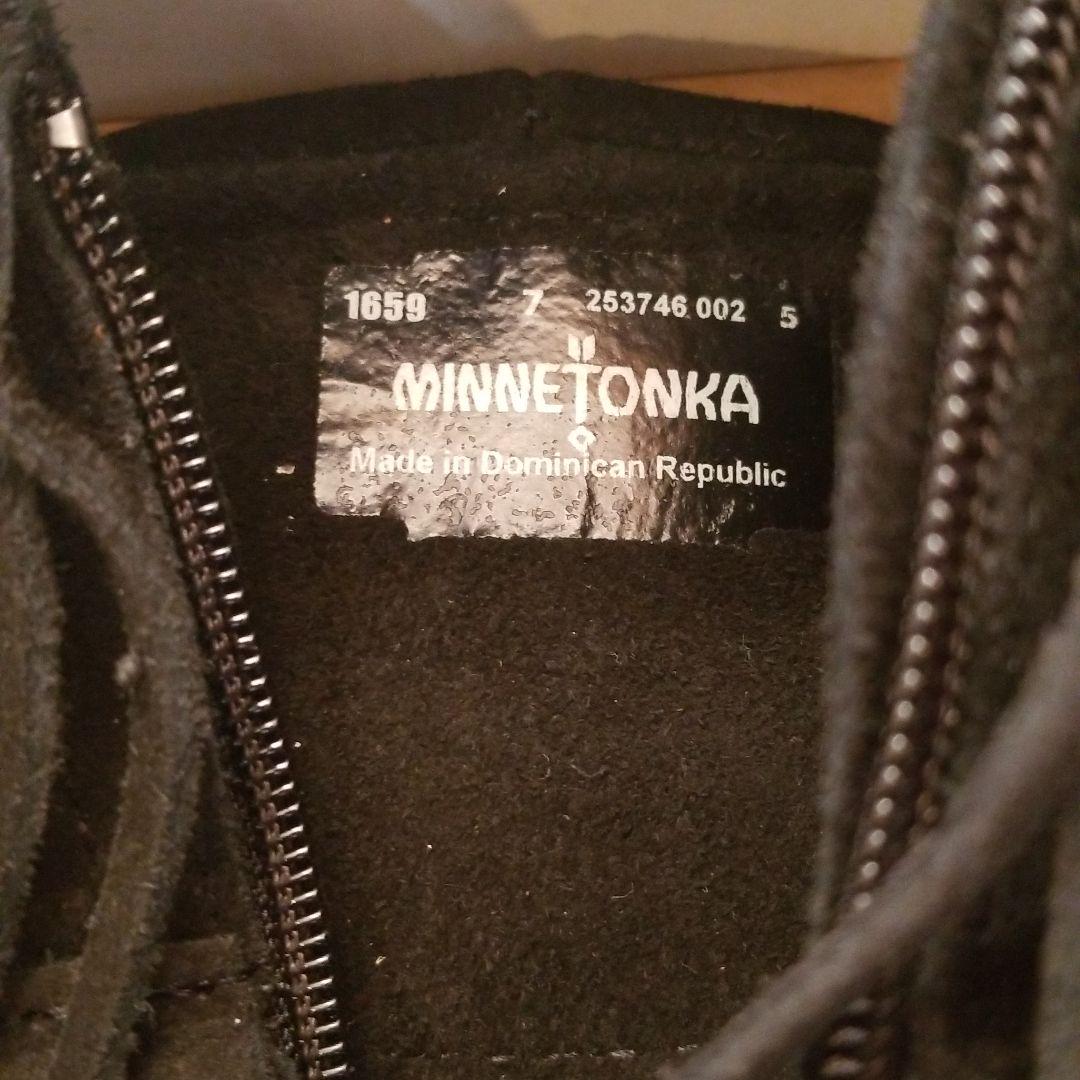 1659 7 253746 002 5
MINNETONKA
Made in Dominican Republic